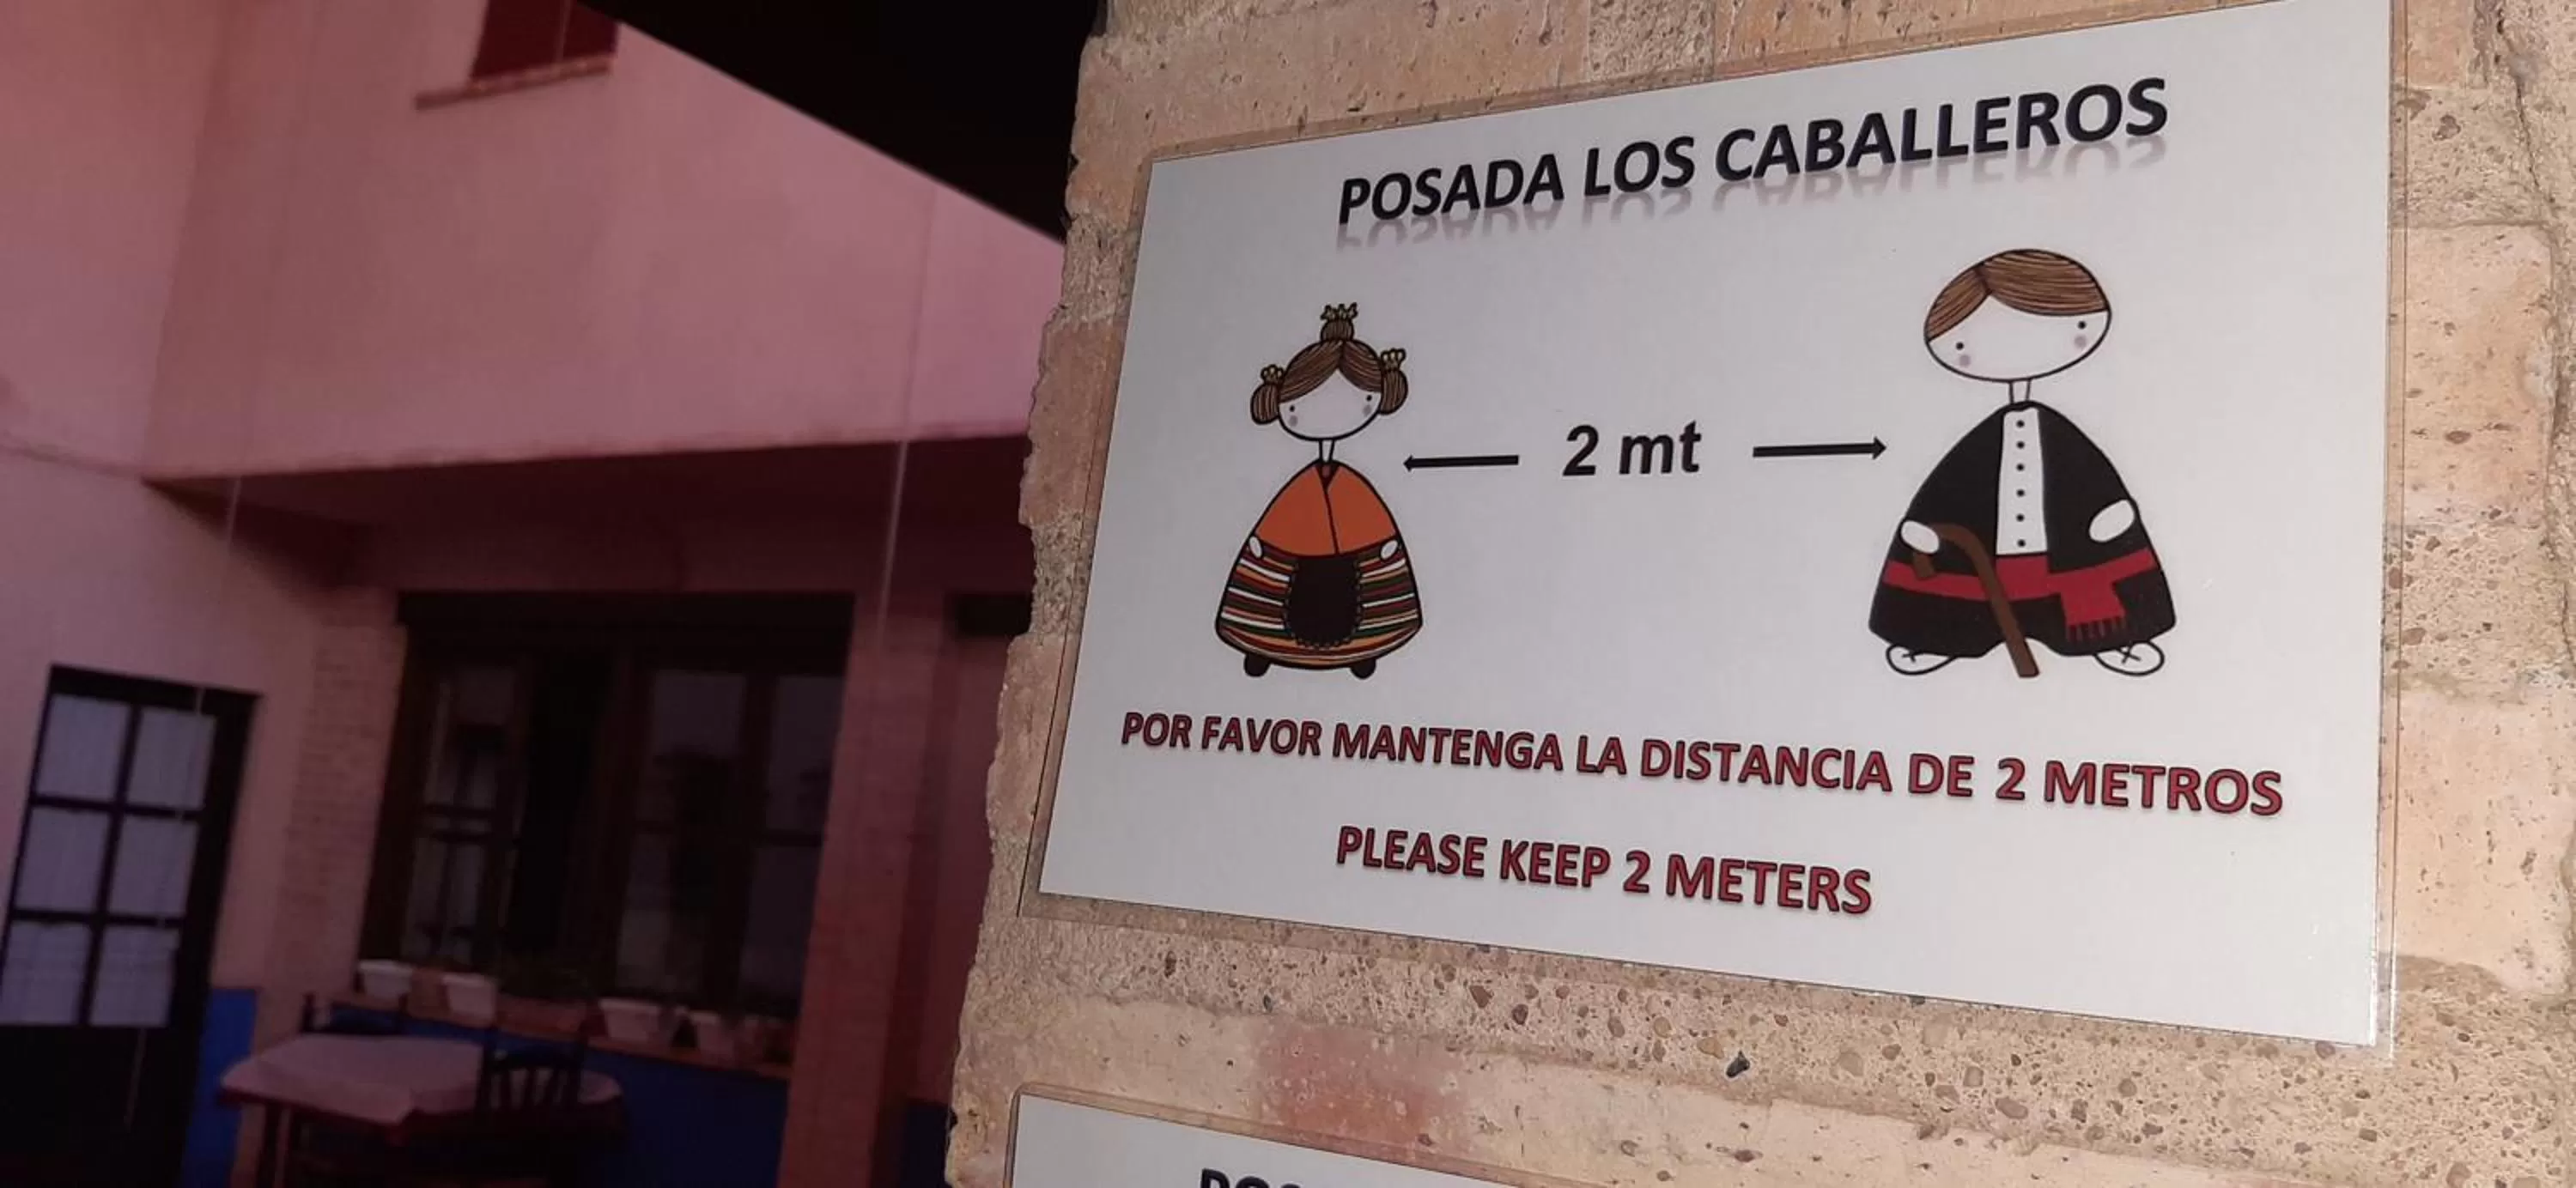 POSADA LOS CABALLEROS
2 mt
POR FAVOR MANTENGA LA DISTANCIA DE 2 METROS
PLEASE KEEP 2 METERS